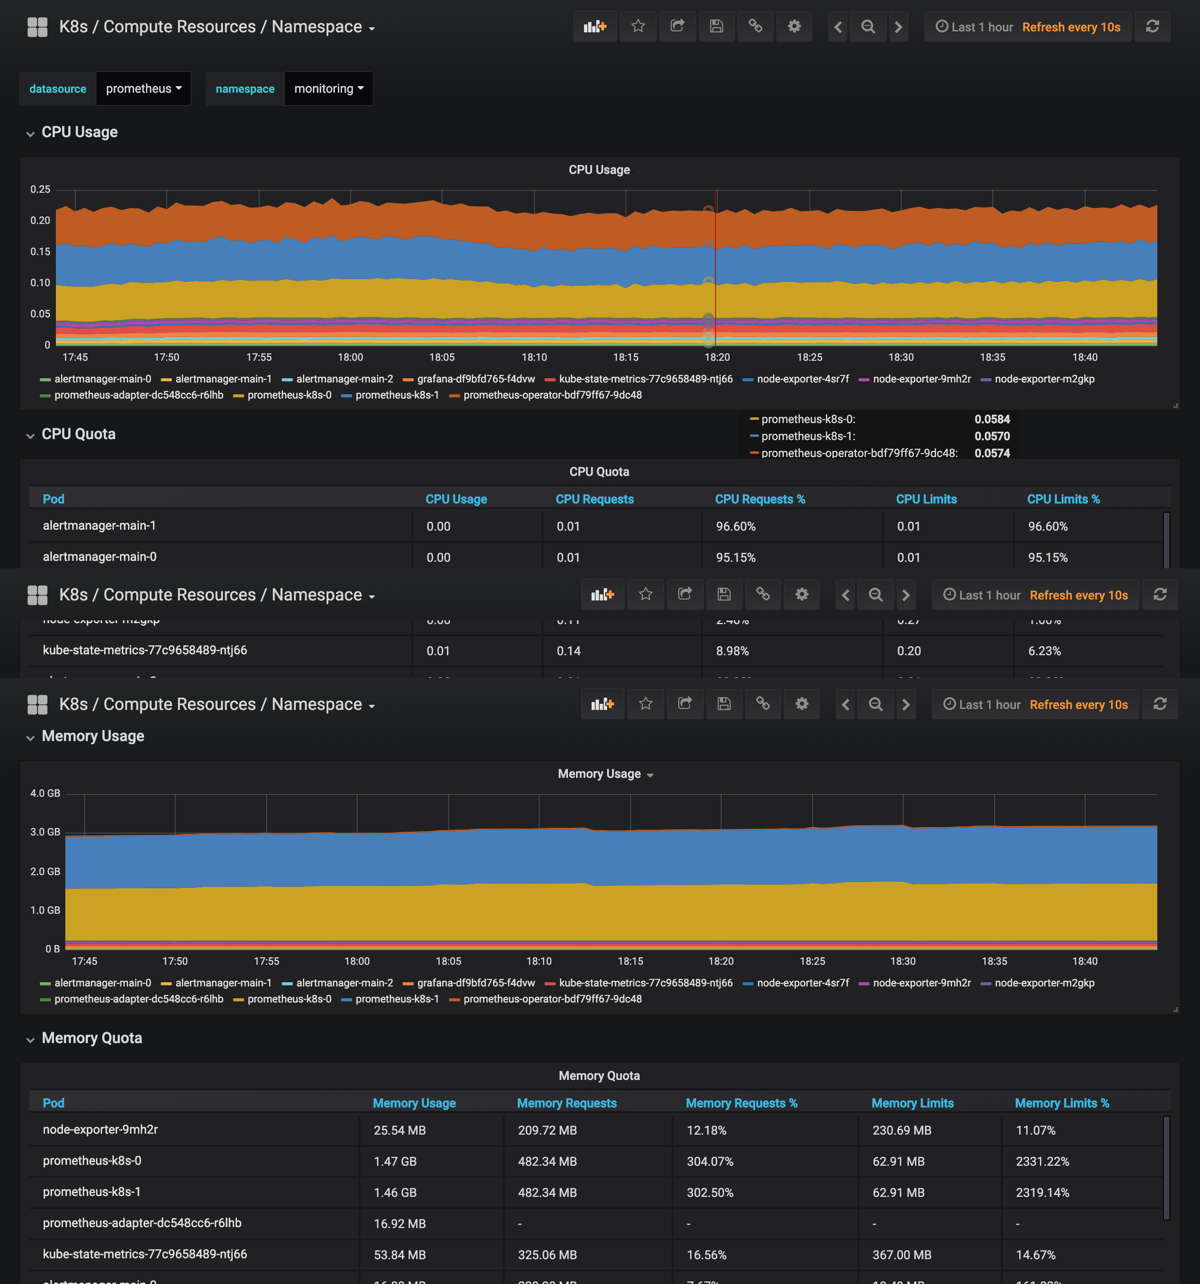 K8s / Compute Resources / Namespace
Last 1 hour Refresh every 10s
datasource prometheus namespace monitoring
CPU Usage
CPU Usage
0.25
0.20
0.15
0.10
0.05
0
17:45 17:50 17:55 18:00 18:05 18:10 18:15 18:20 18:25 18:30 18:35 18:40
alertmanager-main-0 alertmanager-main-1 alertmanager-main-2 grafana-df9bfd765-f4dvw kube-state-metrics-77c9658489-ntj66 node-exporter-4sr7f node-exporter-9mh2r node-exporter-m2gkp
prometheus-adapter-dc548cc6-r6lhb prometheus-k8s-0 prometheus-k8s-1 prometheus-operator-bdf79ff67-9dc48
prometheus-k8s-0: 0.0584
prometheus-k8s-1: 0.0570
prometheus-operator-bdf79ff67-9dc48: 0.0574
CPU Quota
CPU Quota
Pod CPU Usage CPU Requests CPU Requests % CPU Limits CPU Limits %
alertmanager-main-1 0.00 0.01 96.60% 0.01 96.60%
alertmanager-main-0 0.00 0.01 95.15% 0.01 95.15%
K8s / Compute Resources / Namespace
Last 1 hour Refresh every 10s
node-exporter-m2gkp
kube-state-metrics-77c9658489-ntj66 0.01 0.14 8.98% 0.20 6.23%
K8s / Compute Resources / Namespace
Last 1 hour Refresh every 10s
Memory Usage
Memory Usage
4.0 GB
3.0 GB
2.0 GB
1.0 GB
0 B
17:45 17:50 17:55 18:00 18:05 18:10 18:15 18:20 18:25 18:30 18:35 18:40
alertmanager-main-0 alertmanager-main-1 alertmanager-main-2 grafana-df9bfd765-f4dvw kube-state-metrics-77c9658489-ntj66 node-exporter-4sr7f node-exporter-9mh2r node-exporter-m2gkp
prometheus-adapter-dc548cc6-r6lhb prometheus-k8s-0 prometheus-k8s-1 prometheus-operator-bdf79ff67-9dc48
Memory Quota
Memory Quota
Pod Memory Usage Memory Requests Memory Requests % Memory Limits Memory Limits %
node-exporter-9mh2r 25.54 MB 209.72 MB 12.18% 230.69 MB 11.07%
prometheus-k8s-0 1.47 GB 482.34 MB 304.07% 62.91 MB 2331.22%
prometheus-k8s-1 1.46 GB 482.34 MB 302.50% 62.91 MB 2319.14%
prometheus-adapter-dc548cc6-r6lhb 16.92 MB - - - -
kube-state-metrics-77c9658489-ntj66 53.84 MB 325.06 MB 16.56% 367.00 MB 14.67%